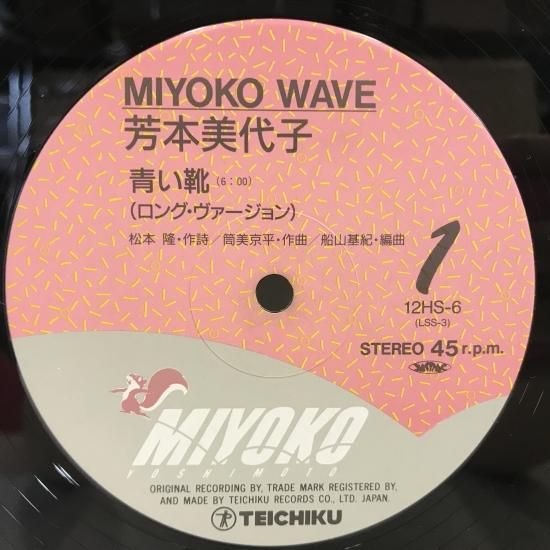 MIYOKO WAVE
芳本美代子
青い靴 (6:00)
(ロング・ヴァージョン)
松本 隆・作詩／筒美京平・作曲／船山基紀・編曲
1
12HS-6
(LSS-3)
STEREO 45 r.p.m.
MIYOKO
YOSHIMOTO
ORIGINAL RECORDING BY, TRADE MARK REGISTERED BY,
AND MADE BY TEICHIKU RECORDS CO., LTD. JAPAN.
TEICHIKU